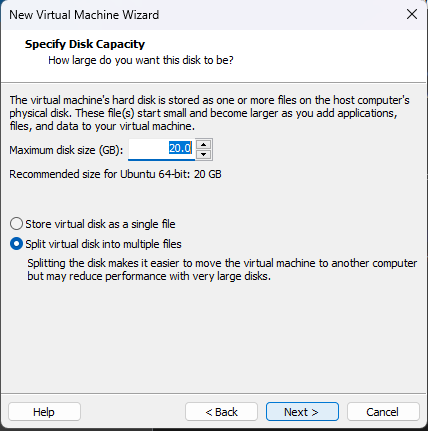 New Virtual Machine Wizard
Specify Disk Capacity
How large do you want this disk to be?
The virtual machine's hard disk is stored as one or more files on the host computer's
physical disk. These file(s) start small and become larger as you add applications,
files, and data to your virtual machine.
Maximum disk size (GB): 20.0
Recommended size for Ubuntu 64-bit: 20 GB
Store virtual disk as a single file
Split virtual disk into multiple files
Splitting the disk makes it easier to move the virtual machine to another computer
but may reduce performance with very large disks.
Help < Back Next > Cancel